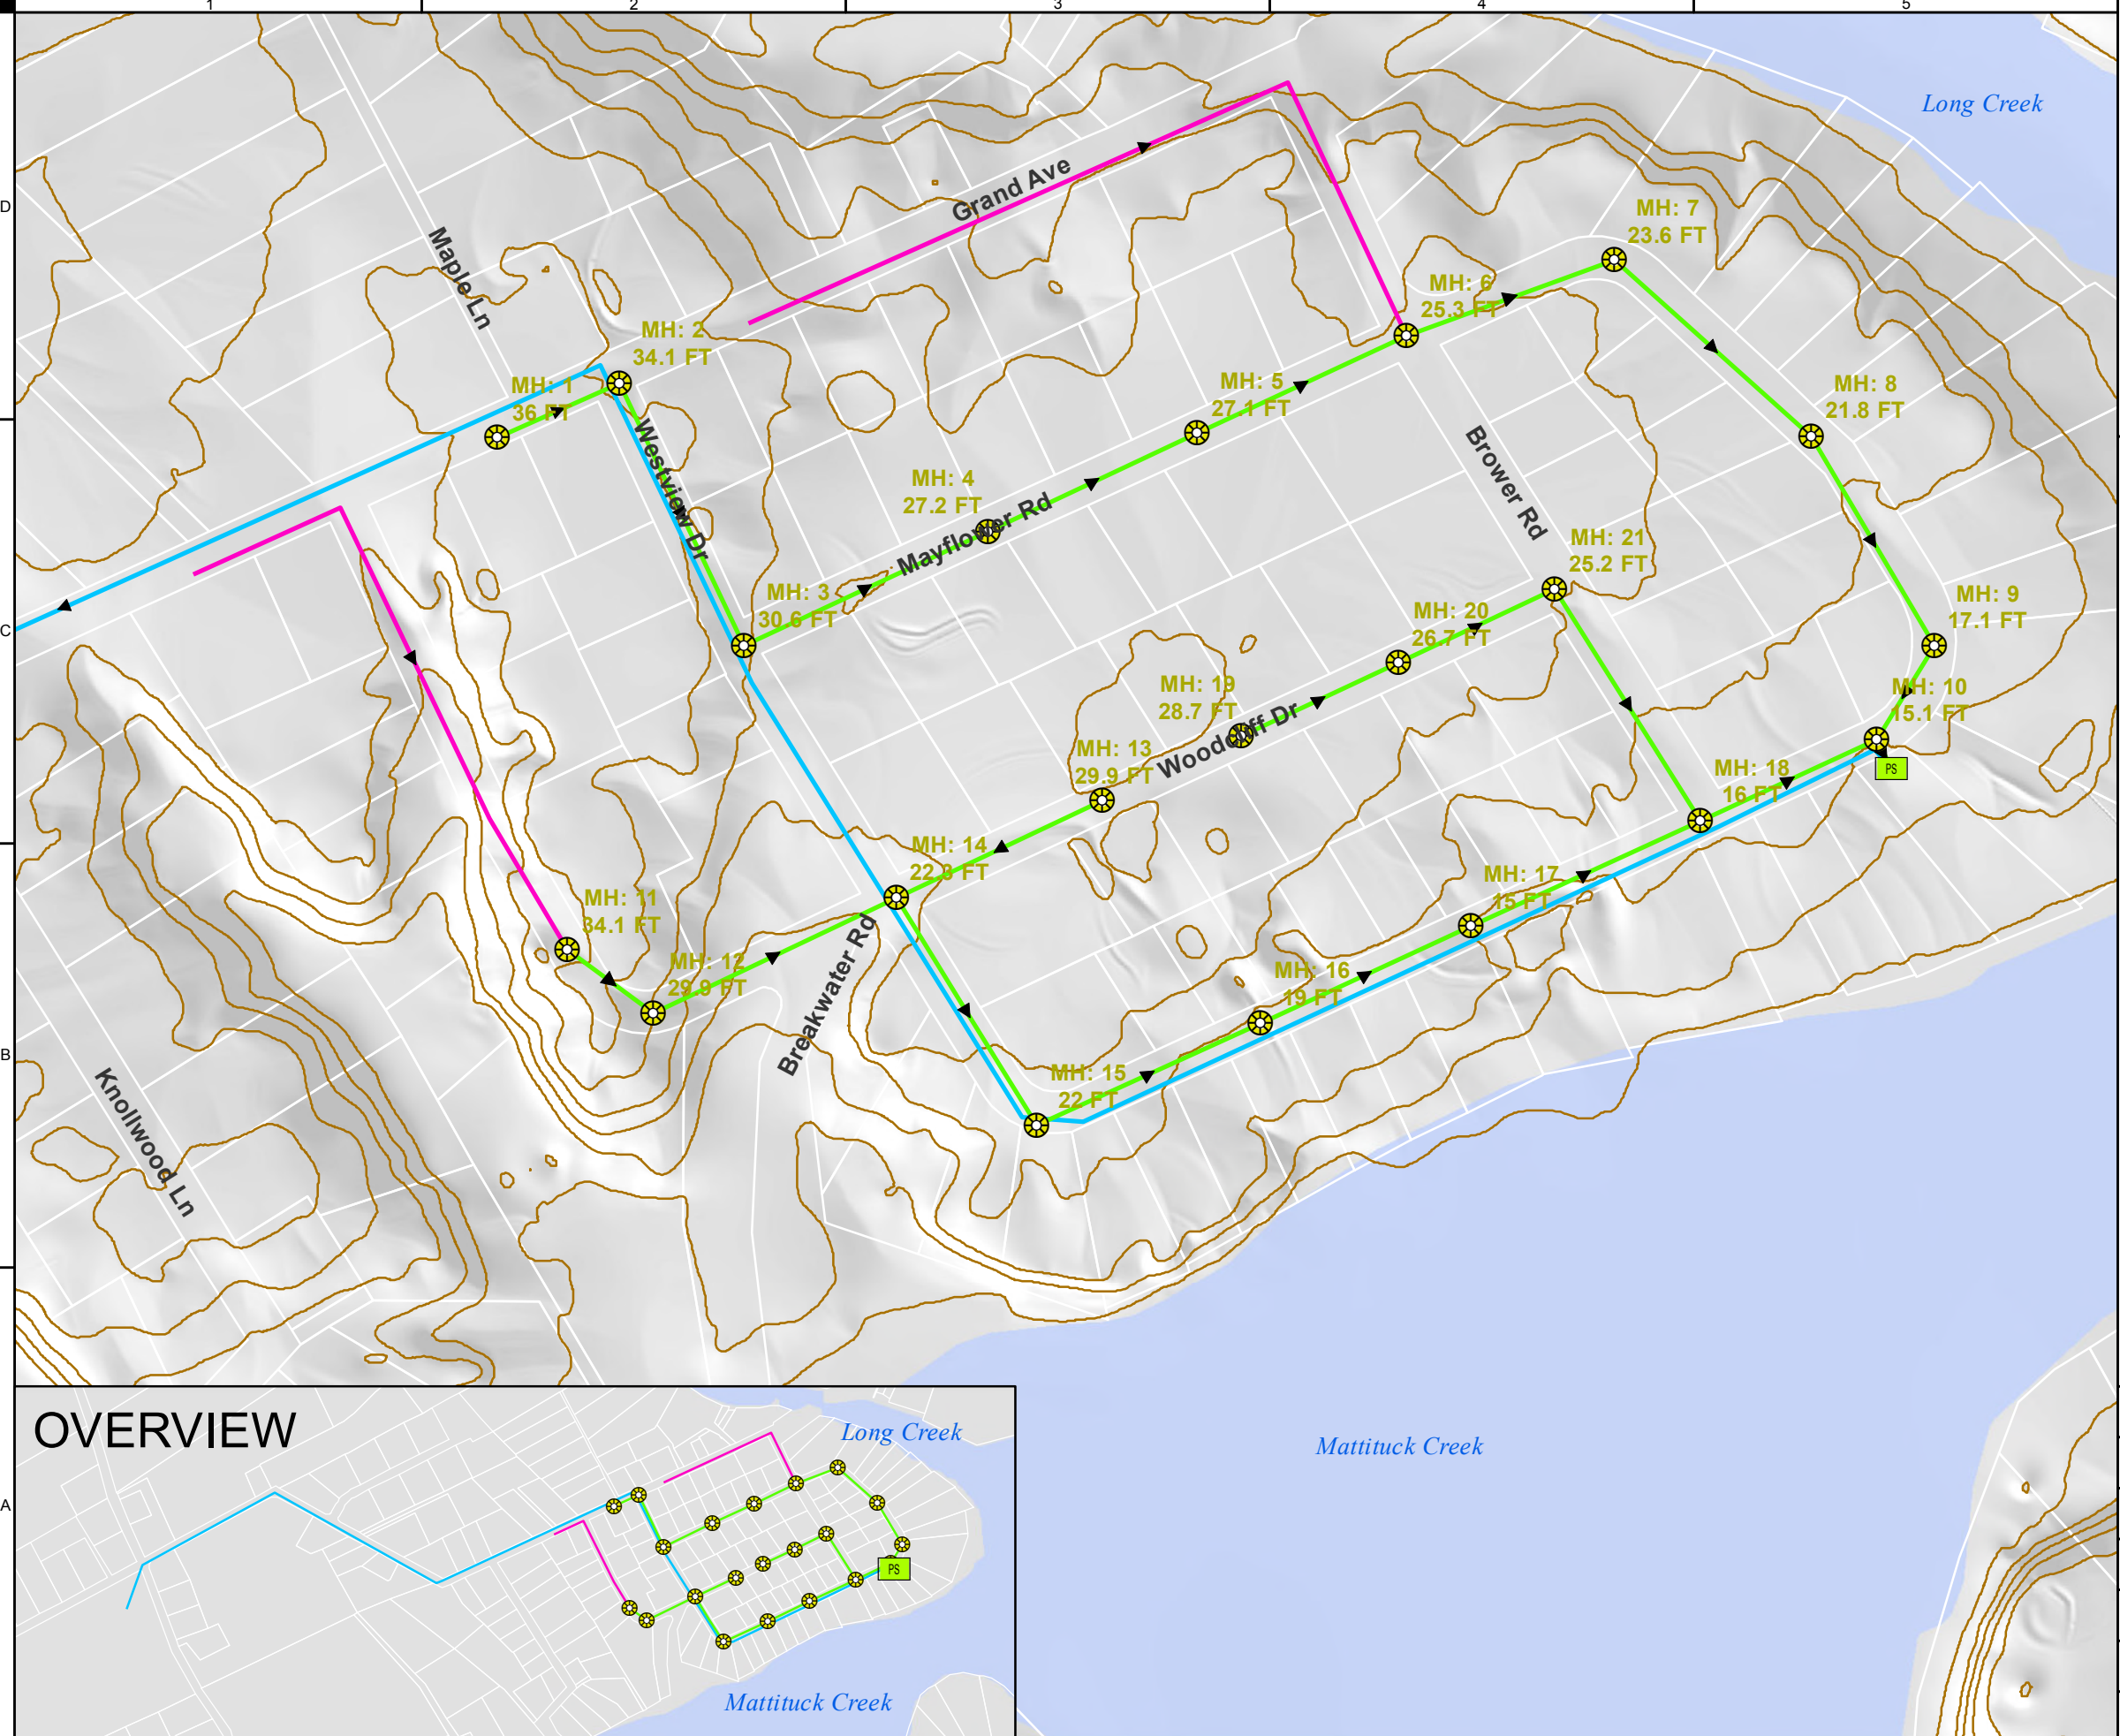 1
2
3
4
5
D
C
B
A
Long Creek
Grand Ave
Maple Ln
MH: 7
23.6 FT
MH: 6
25.3 FT
MH: 2
34.1 FT
MH: 1
36 FT
MH: 5
27.1 FT
MH: 8
21.8 FT
Westview Dr
Brower Rd
MH: 4
27.2 FT
Mayflower Rd
MH: 21
25.2 FT
MH: 3
30.6 FT
MH: 20
26.7 FT
MH: 9
17.1 FT
MH: 19
28.7 FT
MH: 10
15.1 FT
Woodcliff Dr
MH: 13
29.9 FT
PS
MH: 18
16 FT
MH: 14
22.3 FT
MH: 17
15 FT
MH: 11
34.1 FT
MH: 12
29.9 FT
Breakwater Rd
MH: 16
19 FT
MH: 15
22 FT
Knollwood Ln
OVERVIEW
Long Creek
PS
Mattituck Creek
Mattituck Creek